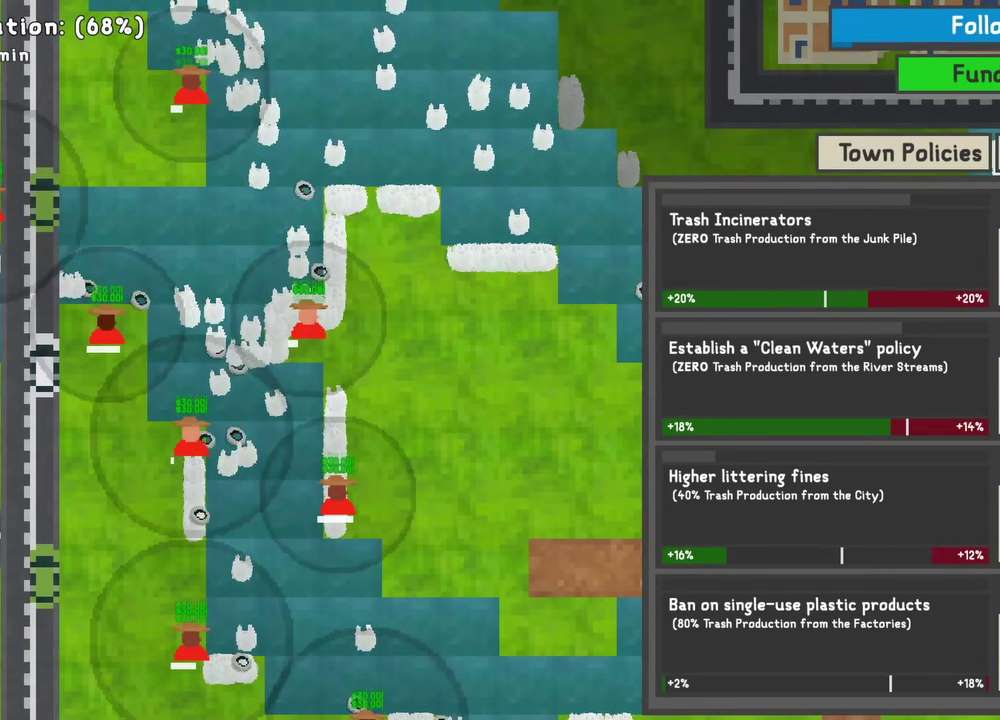 ation: (68%)
min
Follo
Fund
Town Policies
Trash Incinerators
(ZERO Trash Production from the Junk Pile)
+20% +20%
Establish a "Clean Waters" policy
(ZERO Trash Production from the River Streams)
+18% +14%
Higher littering fines
(40% Trash Production from the City)
+16% +12%
Ban on single-use plastic products
(80% Trash Production from the Factories)
+2% +18%